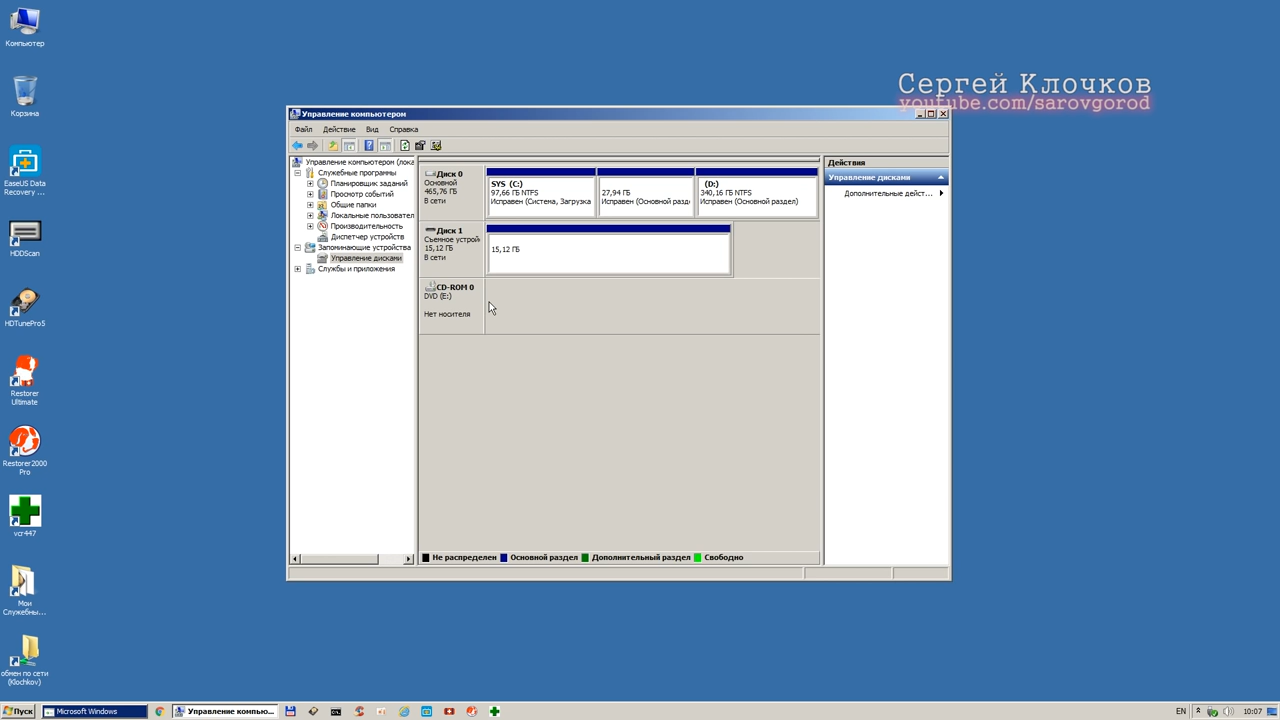 Компьютер
Корзина
EaseUS Data
Recovery ...
HDDScan
HDTunePro5
Restorer
Ultimate
Restorer2000
Pro
vcr447
Мои
Служебны...
обмен по сети
(Klochkov)
Сергей Клочков
youtube.com/sarovgorod
Управление компьютером
Файл Действие Вид Справка
Управление компьютером (лока
Служебные программы
Планировщик заданий
Просмотр событий
Общие папки
Локальные пользовател
Производительность
Диспетчер устройств
Запоминающие устройства
Управление дисками
Службы и приложения
Диск 0
Основной
465,76 ГБ
В сети
SYS (C:)
97,66 ГБ NTFS
Исправен (Система, Загрузка
27,94 ГБ
Исправен (Основной разд
(D:)
340,16 ГБ NTFS
Исправен (Основной раздел)
Диск 1
Съемное устрой
15,12 ГБ
В сети
15,12 ГБ
CD-ROM 0
DVD (E:)
Нет носителя
Не распределен Основной раздел Дополнительный раздел Свободно
Действия
Управление дисками
Дополнительные дейст...
Пуск Microsoft Windows Управление компью... EN 10:07